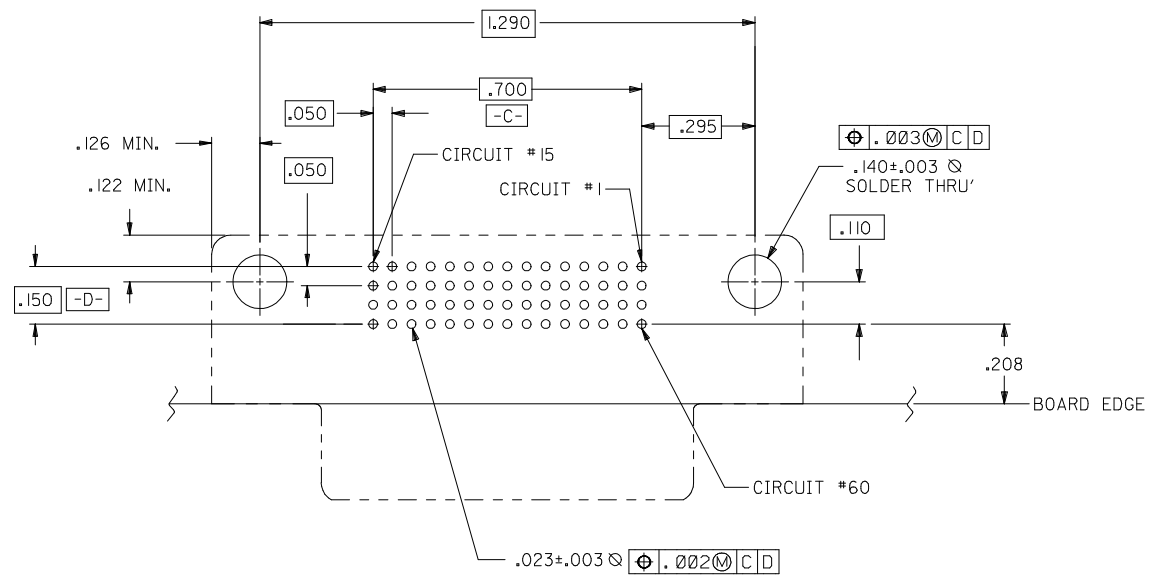 1.290
.700
-C-
.050
.295
.126 MIN.
CIRCUIT #15
.003Ⓜ C D
.140±.003 ⌀
SOLDER THRU'
.050
.122 MIN.
CIRCUIT #1
.110
.150 -D-
.208
BOARD EDGE
CIRCUIT #60
.023±.003 ⌀ ⌖ .002Ⓜ C D